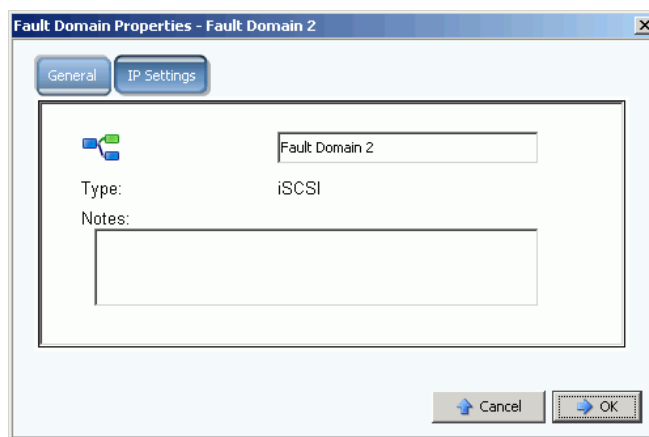 Fault Domain Properties - Fault Domain 2
General IP Settings
Fault Domain 2
Type: iSCSI
Notes:
Cancel OK